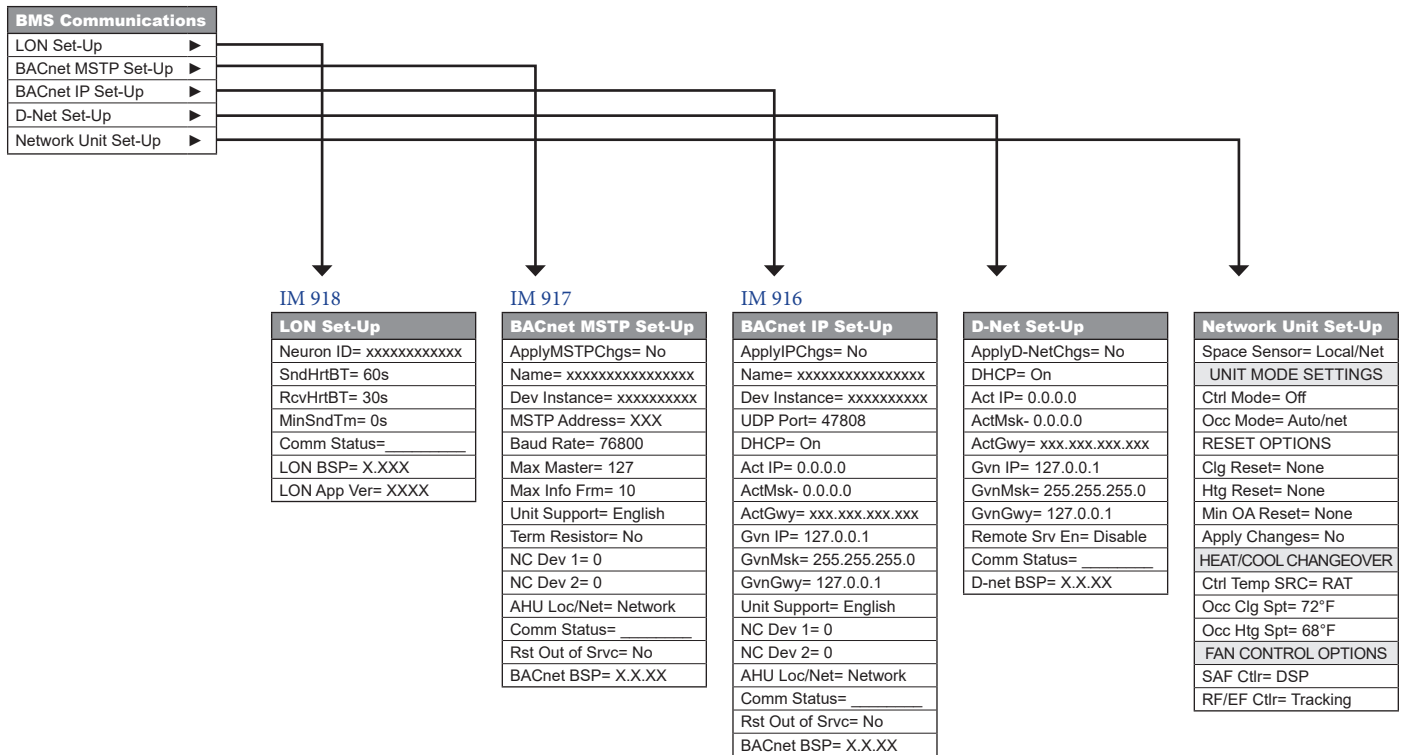 BMS Communications
LON Set-Up ►
BACnet MSTP Set-Up ►
BACnet IP Set-Up ►
D-Net Set-Up ►
Network Unit Set-Up ►
IM 918
LON Set-Up
Neuron ID= xxxxxxxxxxxx
SndHrtBT= 60s
RcvHrtBT= 30s
MinSndTm= 0s
Comm Status=_________
LON BSP= X.XXX
LON App Ver= XXXX
IM 917
BACnet MSTP Set-Up
ApplyMSTPChgs= No
Name= xxxxxxxxxxxxxxxx
Dev Instance= xxxxxxxxxx
MSTP Address= XXX
Baud Rate= 76800
Max Master= 127
Max Info Frm= 10
Unit Support= English
Term Resistor= No
NC Dev 1= 0
NC Dev 2= 0
AHU Loc/Net= Network
Comm Status= ________
Rst Out of Srvc= No
BACnet BSP= X.X.XX
IM 916
BACnet IP Set-Up
ApplyIPChgs= No
Name= xxxxxxxxxxxxxxxx
Dev Instance= xxxxxxxxxx
UDP Port= 47808
DHCP= On
Act IP= 0.0.0.0
ActMsk- 0.0.0.0
ActGwy= xxx.xxx.xxx.xxx
Gvn IP= 127.0.0.1
GvnMsk= 255.255.255.0
GvnGwy= 127.0.0.1
Unit Support= English
NC Dev 1= 0
NC Dev 2= 0
AHU Loc/Net= Network
Comm Status= ________
Rst Out of Srvc= No
BACnet BSP= X.X.XX
D-Net Set-Up
ApplyD-NetChgs= No
DHCP= On
Act IP= 0.0.0.0
ActMsk- 0.0.0.0
ActGwy= xxx.xxx.xxx.xxx
Gvn IP= 127.0.0.1
GvnMsk= 255.255.255.0
GvnGwy= 127.0.0.1
Remote Srv En= Disable
Comm Status= ________
D-net BSP= X.X.XX
Network Unit Set-Up
Space Sensor= Local/Net
UNIT MODE SETTINGS
Ctrl Mode= Off
Occ Mode= Auto/net
RESET OPTIONS
Clg Reset= None
Htg Reset= None
Min OA Reset= None
Apply Changes= No
HEAT/COOL CHANGEOVER
Ctrl Temp SRC= RAT
Occ Clg Spt= 72°F
Occ Htg Spt= 68°F
FAN CONTROL OPTIONS
SAF Ctlr= DSP
RF/EF Ctlr= Tracking